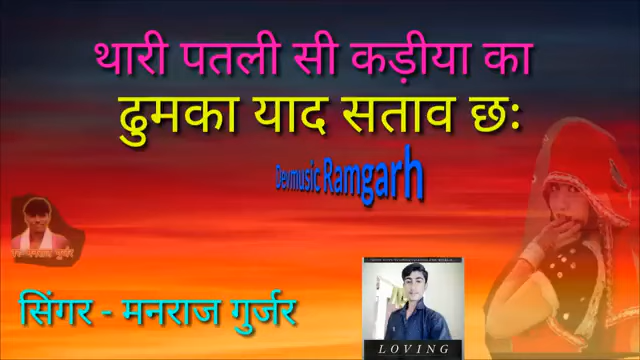 थारी पतली सी कड़ीया का
ढुमका याद सताव छः
Devmusic Ramgarh
सिंगर - मनराज गुर्जर
LOVING